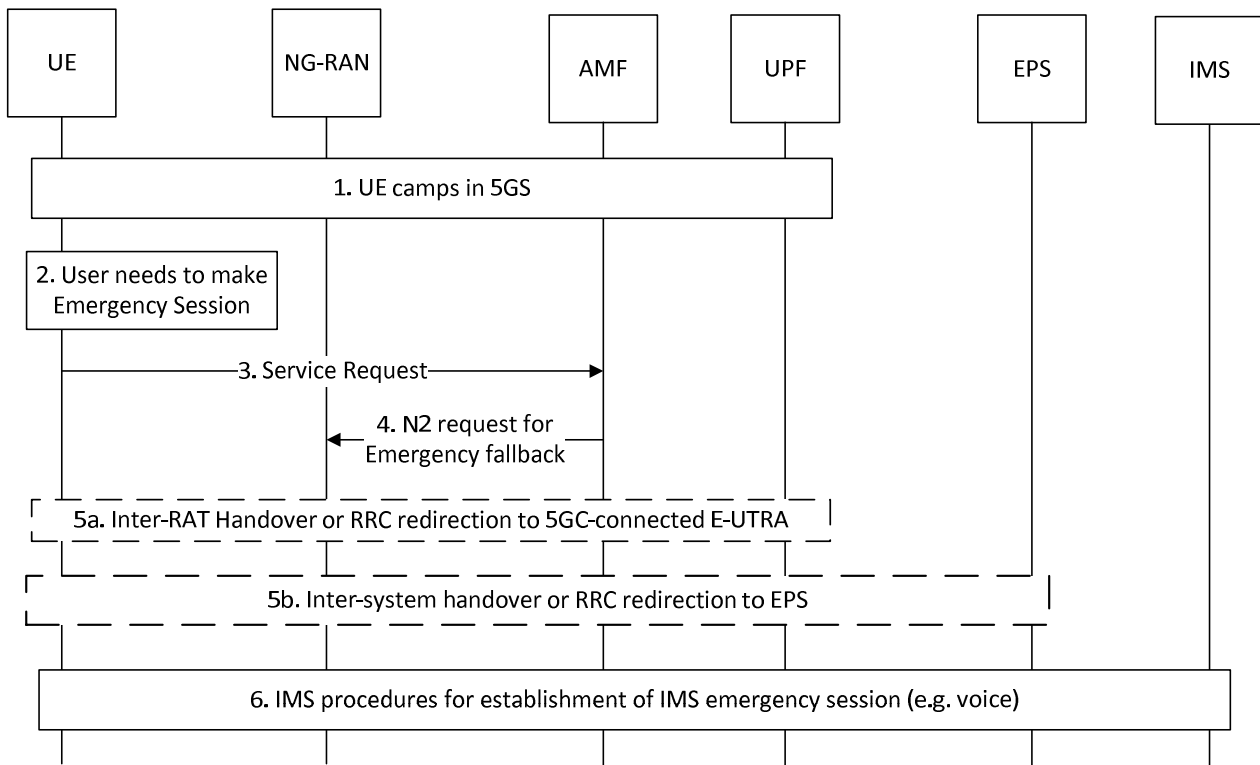 UE
NG-RAN
AMF
UPF
EPS
IMS
1. UE camps in 5GS
2. User needs to make
Emergency Session
3. Service Request
4. N2 request for
Emergency fallback
5a. Inter-RAT Handover or RRC redirection to 5GC-connected E-UTRA
5b. Inter-system handover or RRC redirection to EPS
6. IMS procedures for establishment of IMS emergency session (e.g. voice)